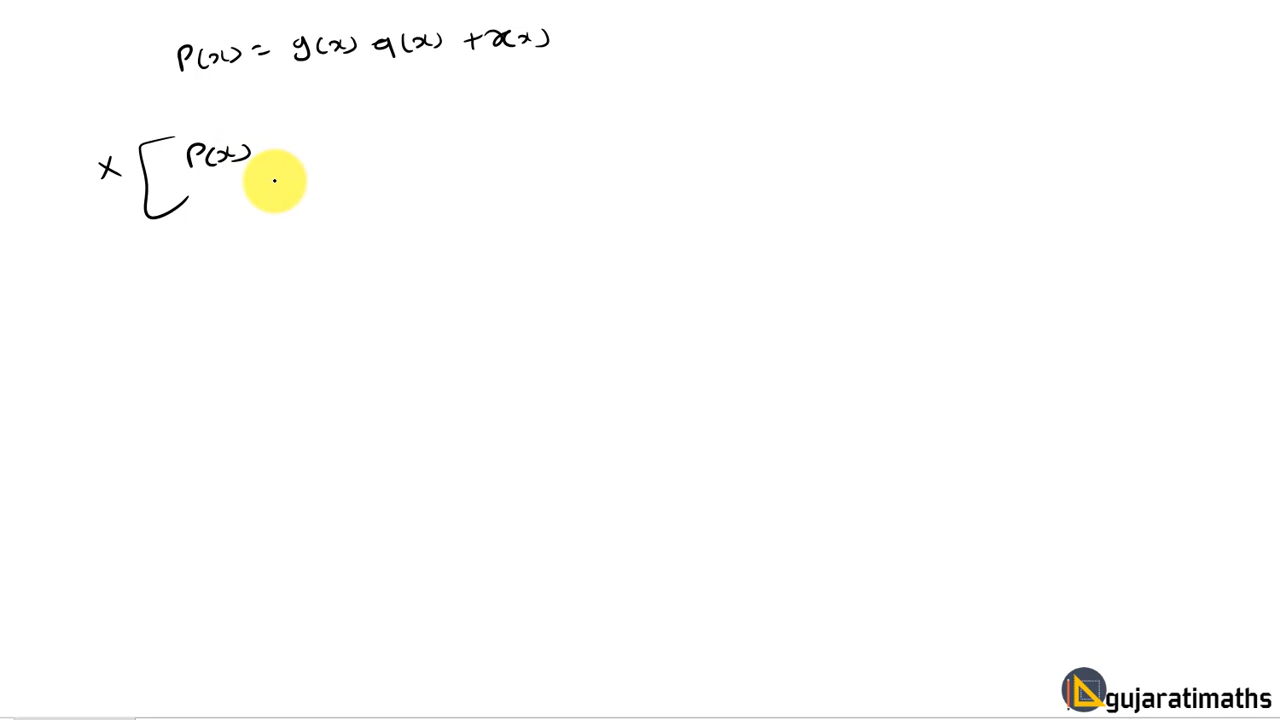 P(x) = g(x) q(x) + r(x)
x [ P(x)
gujaratimaths